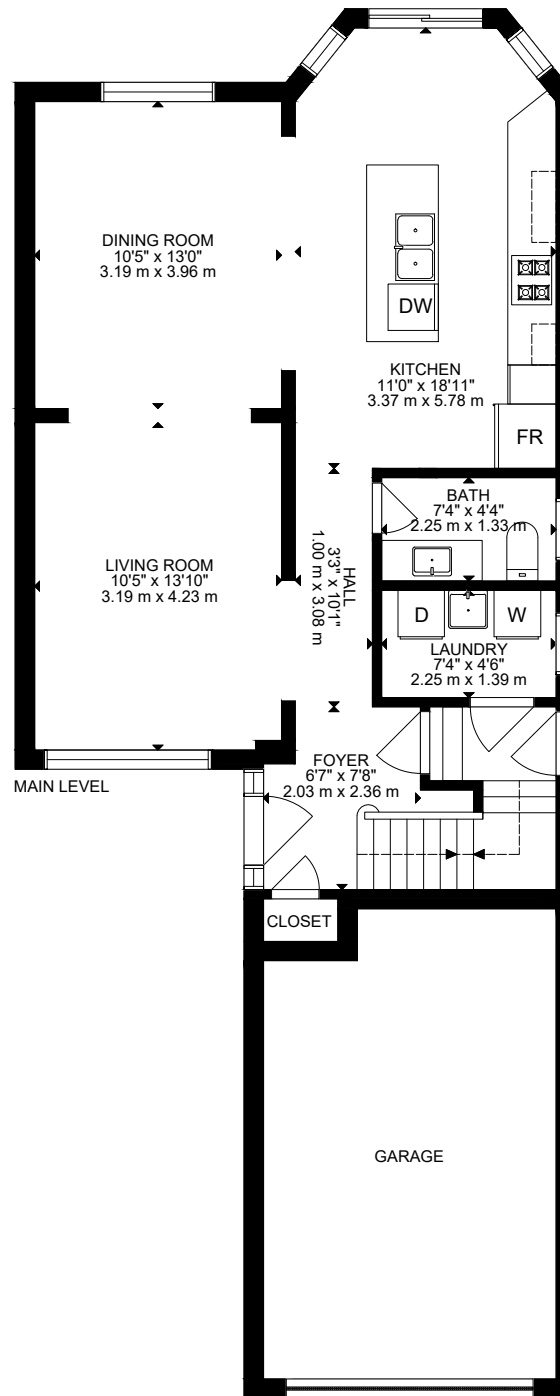 DINING ROOM
10'5" x 13'0"
3.19 m x 3.96 m
DW
KITCHEN
11'0" x 18'11"
3.37 m x 5.78 m
FR
BATH
7'4" x 4'4"
2.25 m x 1.33 m
LIVING ROOM
10'5" x 13'10"
3.19 m x 4.23 m
HALL
3'3" x 10'1"
1.00 m x 3.08 m
D
W
LAUNDRY
7'4" x 4'6"
2.25 m x 1.39 m
FOYER
6'7" x 7'8"
2.03 m x 2.36 m
MAIN LEVEL
CLOSET
GARAGE